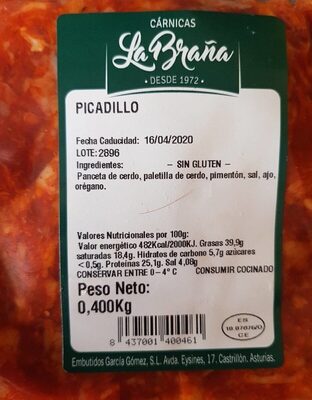 CÁRNICAS
La Braña
• DESDE 1972 •
PICADILLO
Fecha Caducidad: 16/04/2020
LOTE:2896
Ingredientes: – SIN GLUTEN –
Panceta de cerdo, paletilla de cerdo, pimentón, sal, ajo,
orégano.
Valores Nutricionales por 100g:
Valor energético 482Kcal/2000KJ. Grasas 39,9g
saturadas 18,4g. Hidratos de carbono 5,7g azúcares
< 0,5g. Proteínas 25,1g. Sal 4,08g
CONSERVAR ENTRE 0–4° C CONSUMIR COCINADO
Peso Neto:
0,400Kg
8 437001 400461
ES
CE
Embutidos García Gómez, S.L. Avda. Eysines, 17. Castrillón. Asturias.